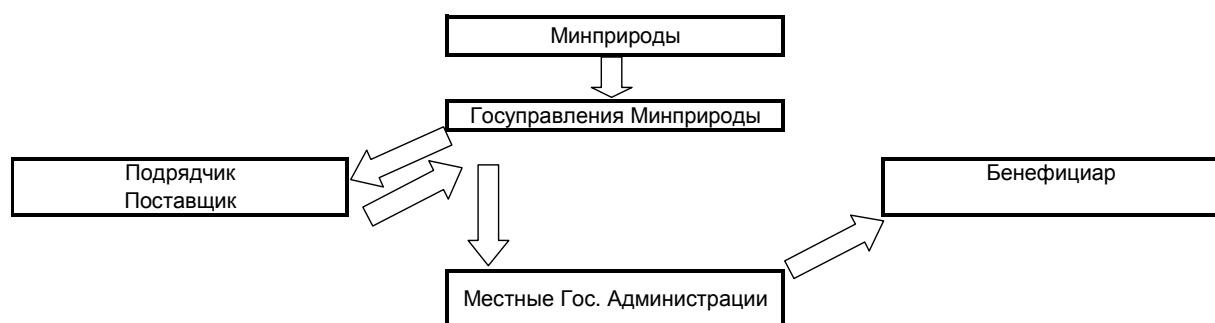 Минприроды
Госуправления Минприроды
Подрядчик
Поставщик
Бенефициар
Местные Гос. Администрации